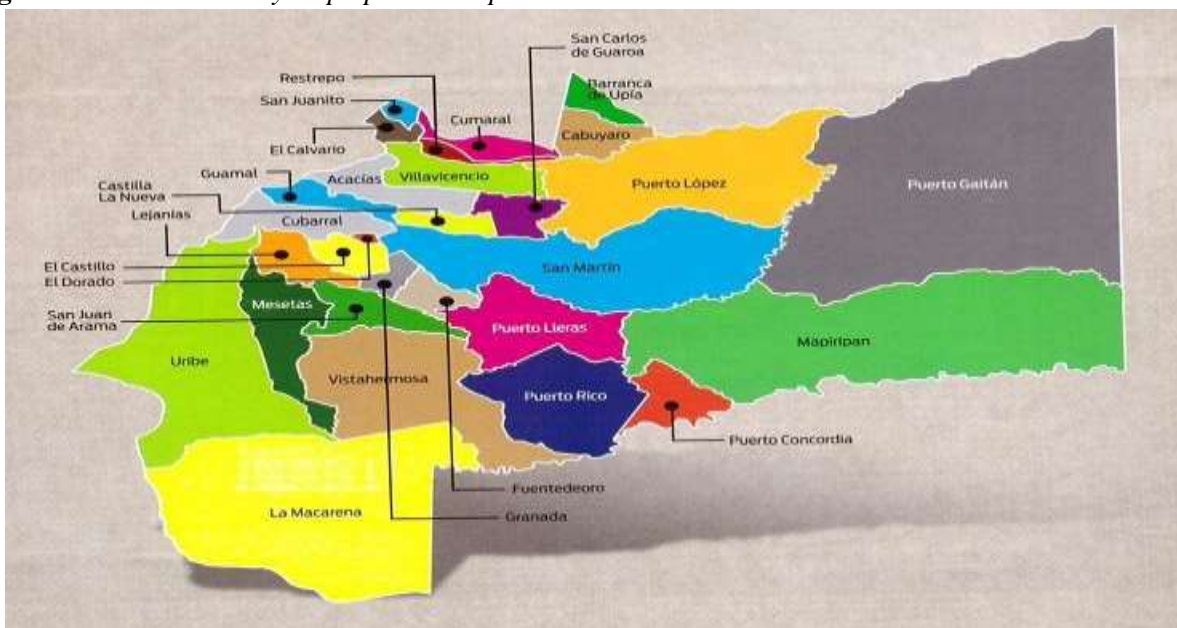 San Carlos
de Guaroa
Restrepo
San Juanito
Barranca
de Upía
Cumaral
Cabuyaro
El Calvario
Guamal
Acacías
Villavicencio
Puerto López
Puerto Gaitán
Castilla
La Nueva
Lejanías
Cubarral
El Castillo
El Dorado
San Martín
Mesetas
San Juan
de Arama
Puerto Lleras
Mapiripan
Uribe
Vistahermosa
Puerto Rico
Puerto Concordia
Fuentedeoro
La Macarena
Granada